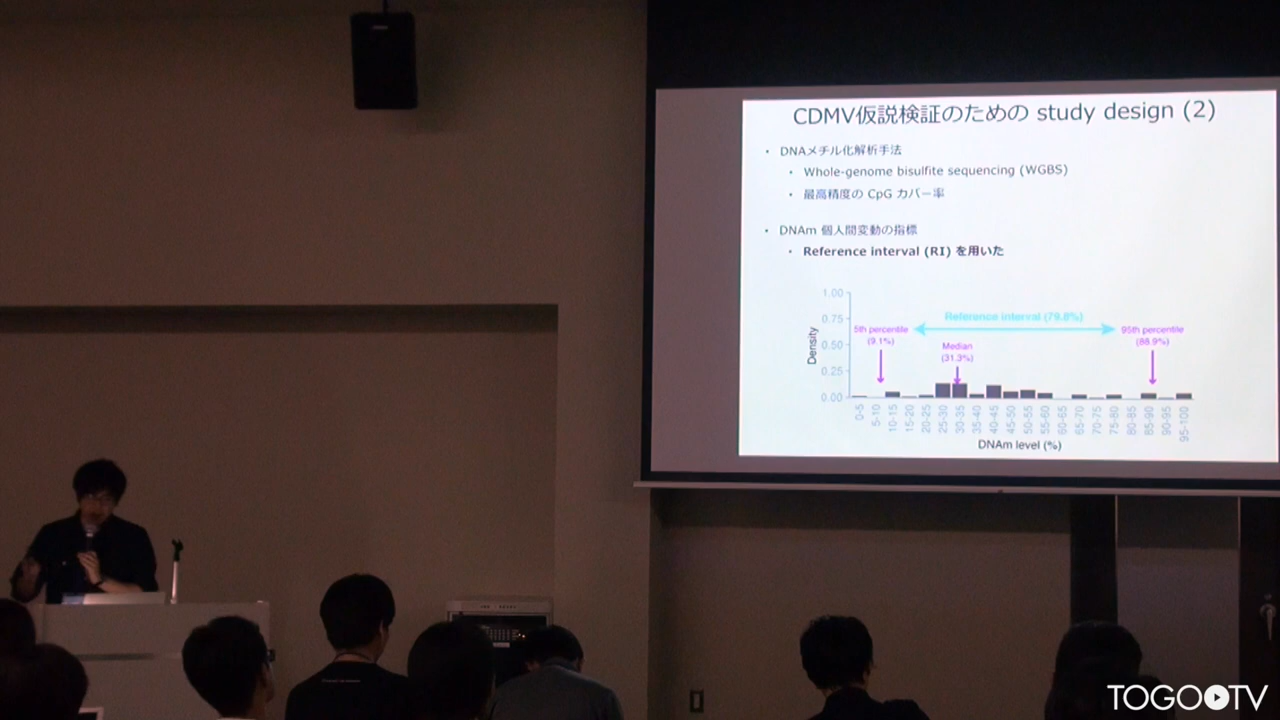 CDMV仮説検証のための study design (2)
・ DNAメチル化解析手法
・ Whole-genome bisulfite sequencing (WGBS)
・ 最高精度の CpG カバー率
・ DNAm 個人間変動の指標
・ Reference interval (RI) を用いた
1.00
0.75
0.50
0.25
0.00
Density
Reference interval (79.8%)
5th percentile
(9.1%)
Median
(31.3%)
95th percentile
(88.9%)
0-5
5-10
10-15
15-20
20-25
25-30
30-35
35-40
40-45
45-50
50-55
55-60
60-65
65-70
70-75
75-80
80-85
85-90
90-95
95-100
DNAm level (%)
TOGOTV